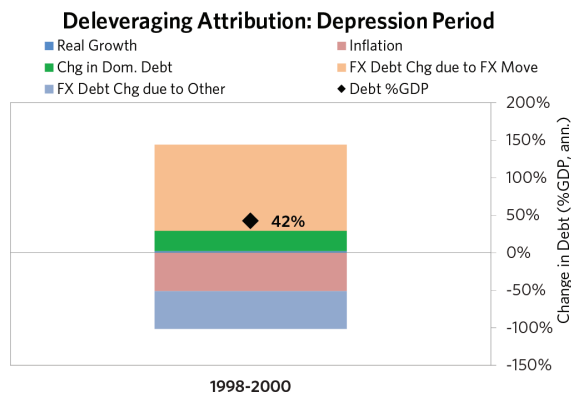 Deleveraging Attribution: Depression Period
Real Growth
Inflation
Chg in Dom. Debt
FX Debt Chg due to FX Move
FX Debt Chg due to Other
Debt %GDP
200%
150%
100%
50%
0%
-50%
-100%
-150%
Change in Debt (%GDP, ann.)
42%
1998-2000